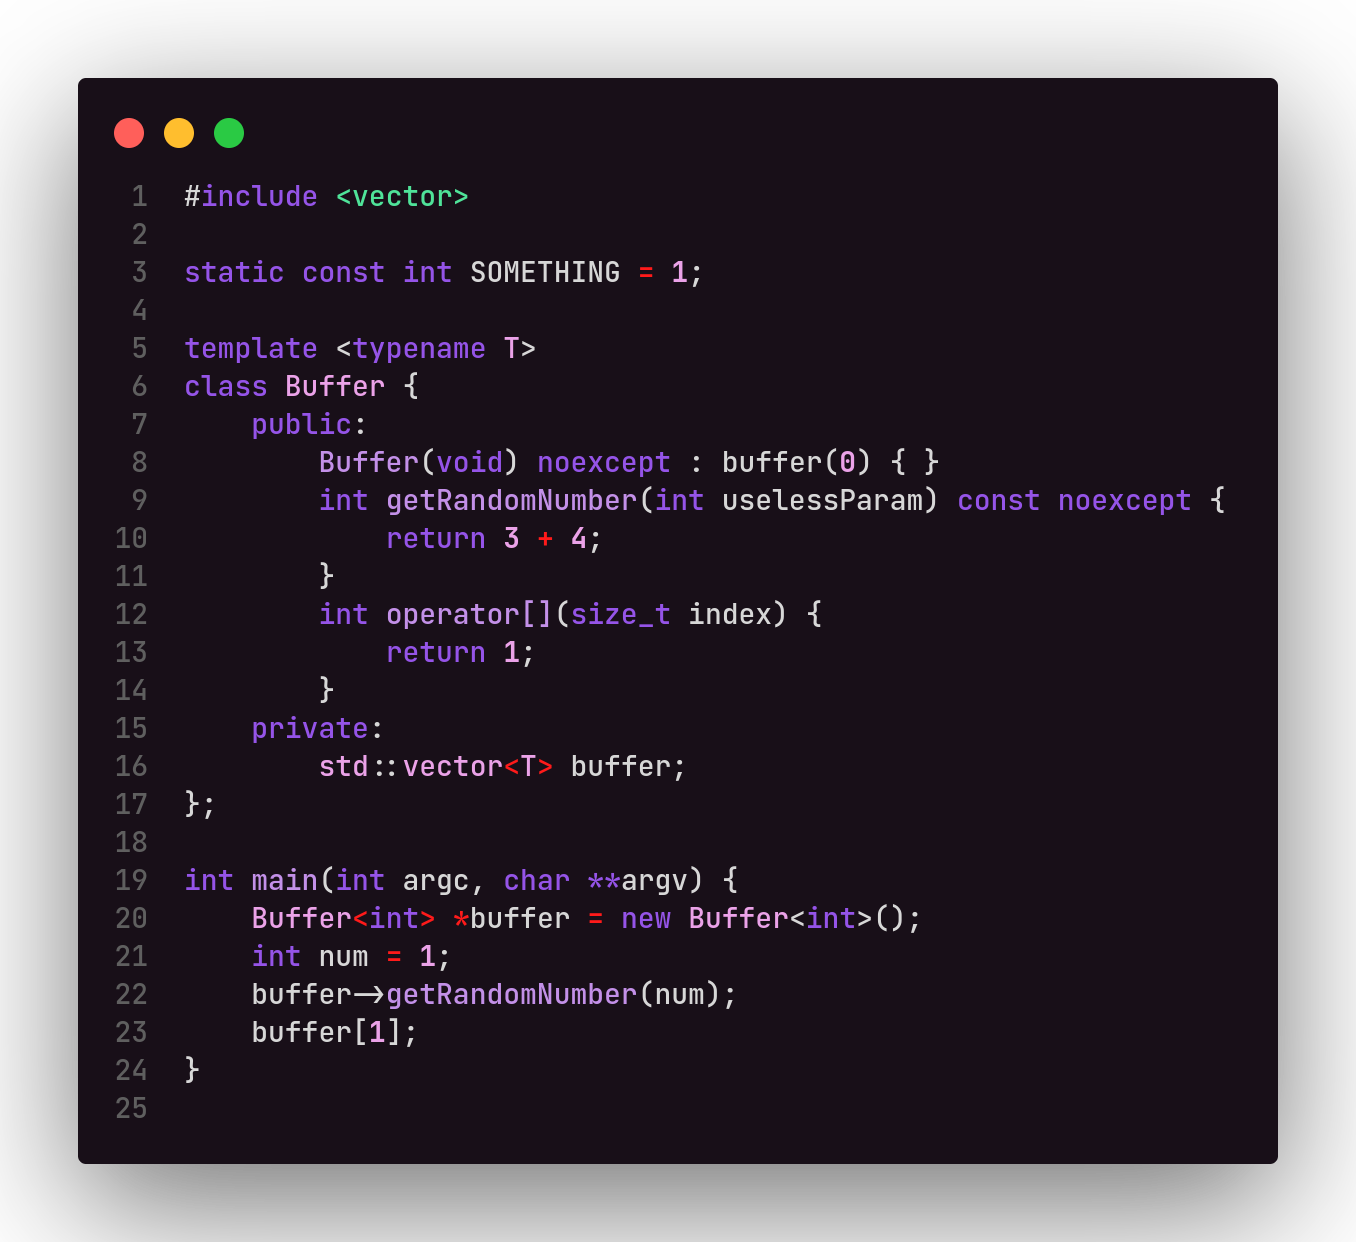 1 #include <vector>
2
3 static const int SOMETHING = 1;
4
5 template <typename T>
6 class Buffer {
7     public:
8         Buffer(void) noexcept : buffer(0) { }
9         int getRandomNumber(int uselessParam) const noexcept {
10             return 3 + 4;
11         }
12         int operator[](size_t index) {
13             return 1;
14         }
15     private:
16         std::vector<T> buffer;
17 };
18
19 int main(int argc, char **argv) {
20     Buffer<int> *buffer = new Buffer<int>();
21     int num = 1;
22     buffer->getRandomNumber(num);
23     buffer[1];
24 }
25